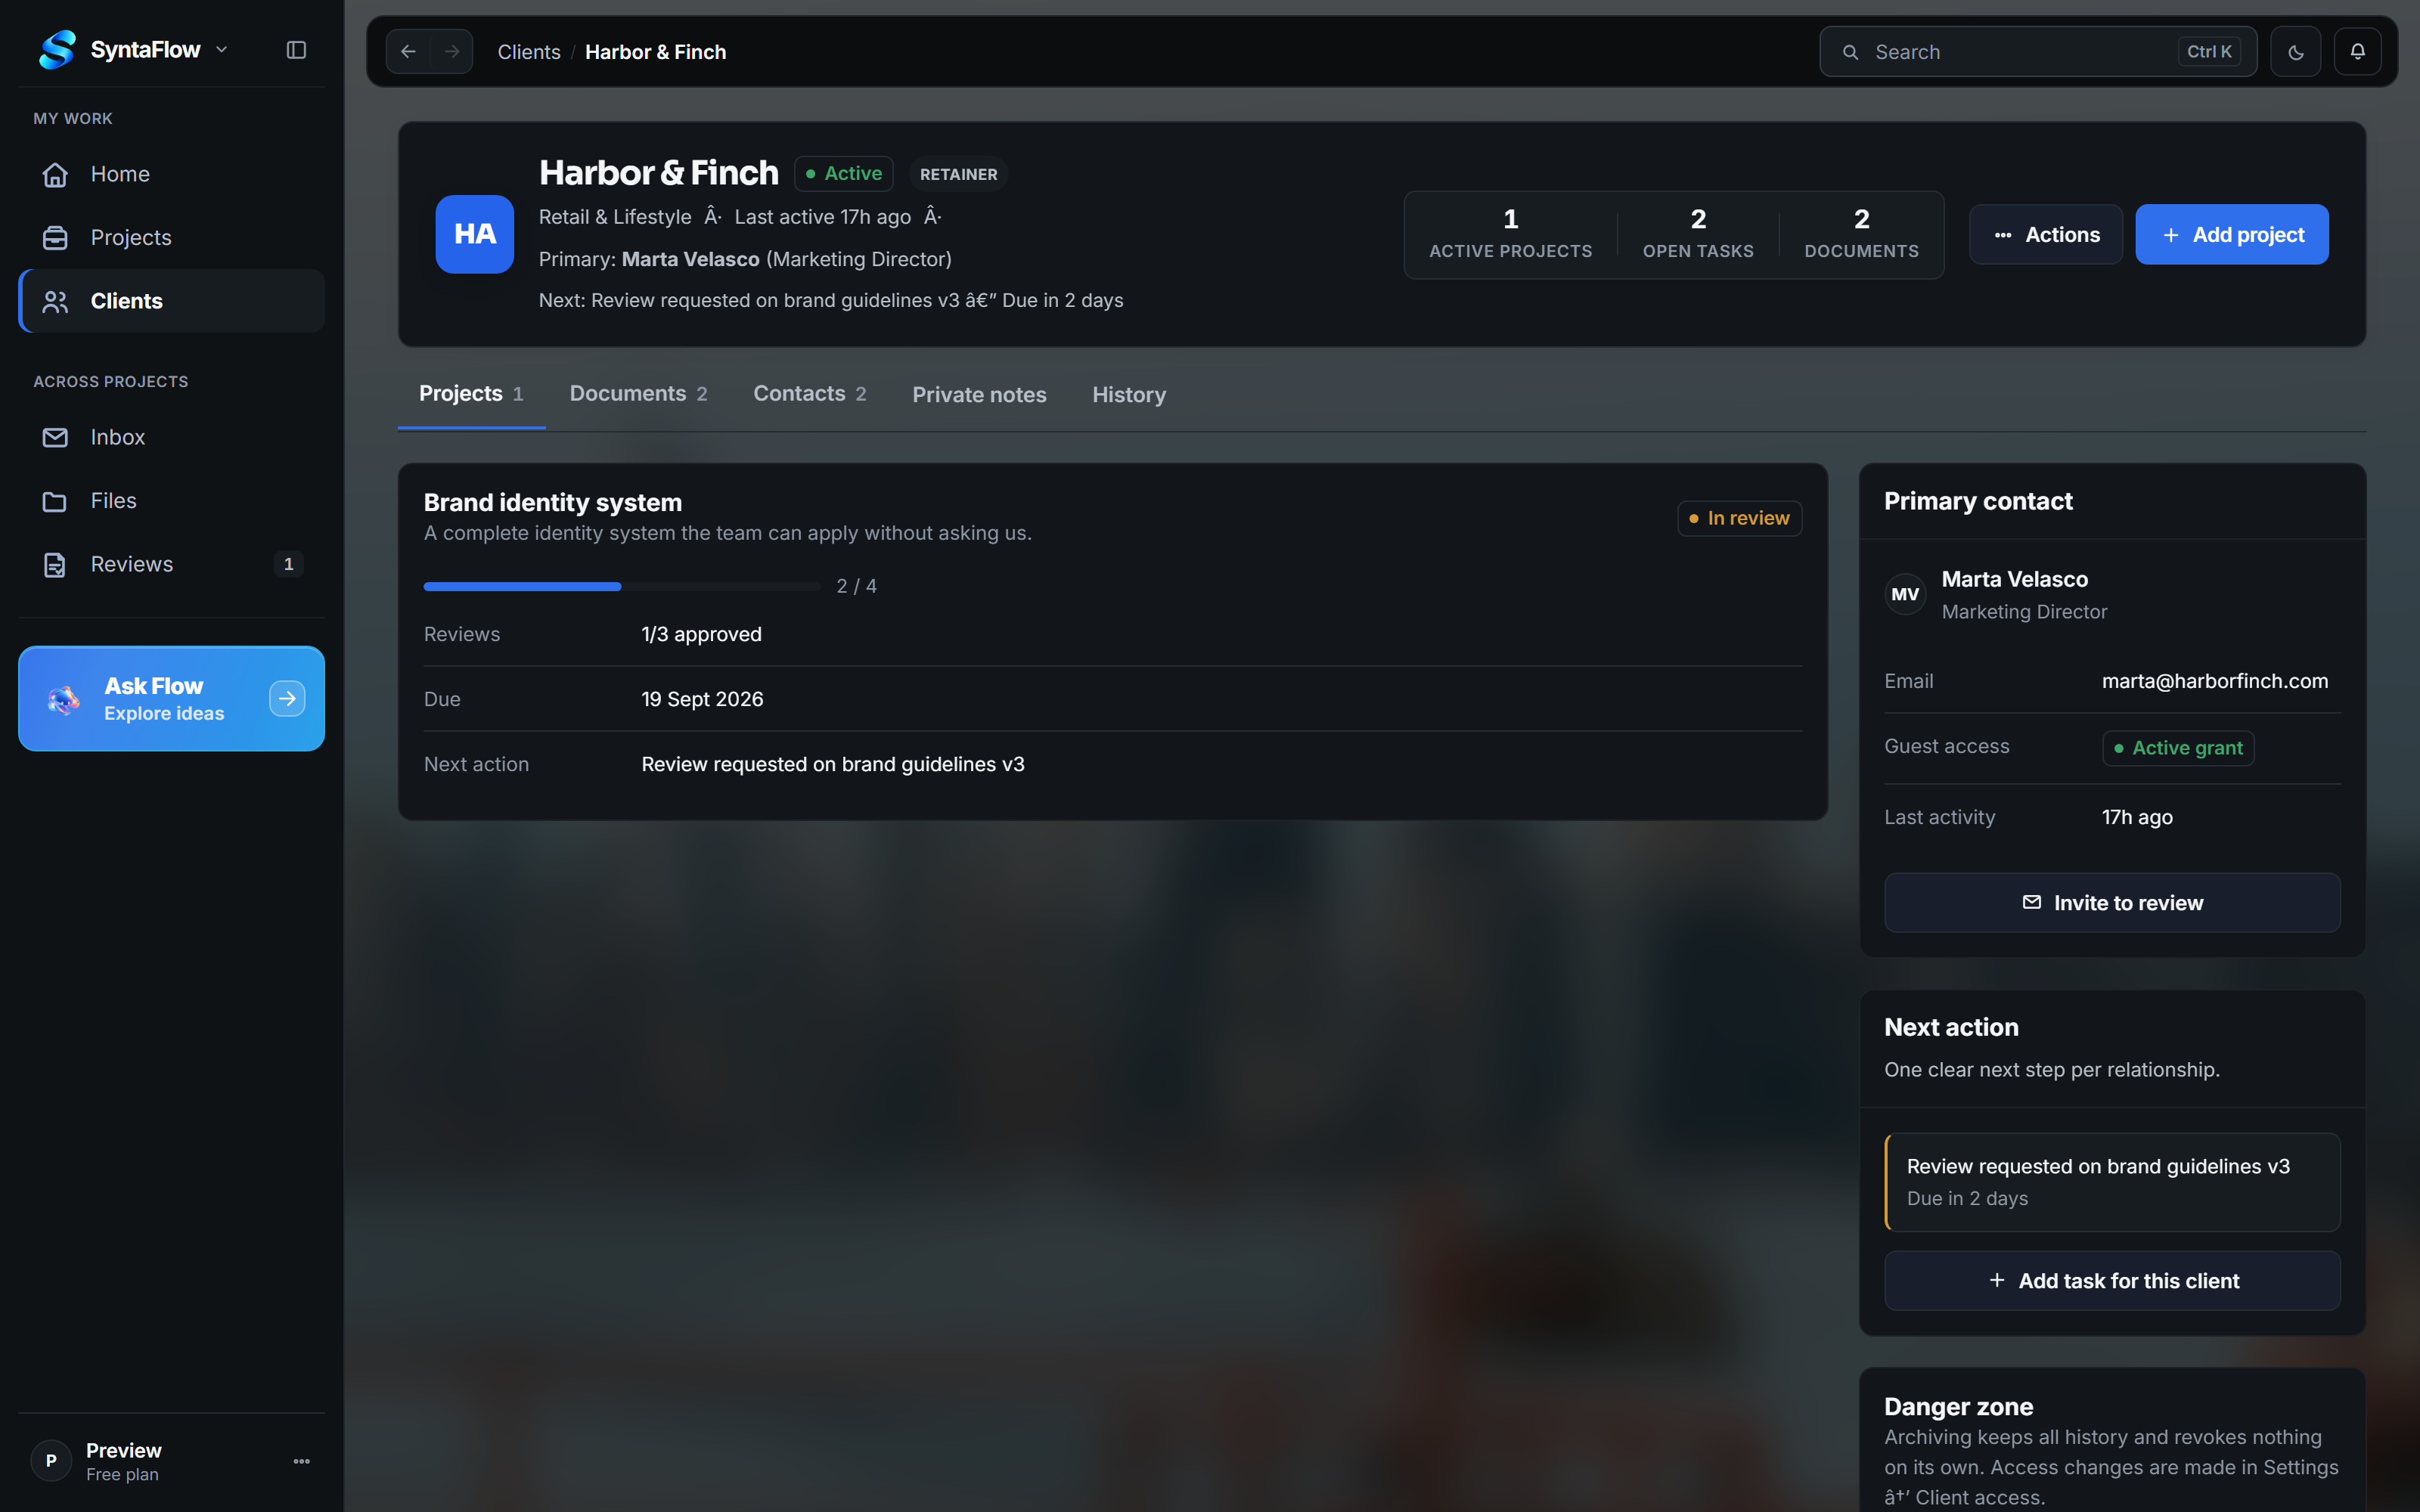 SyntaFlow
MY WORK
Home
Projects
Clients
ACROSS PROJECTS
Inbox
Files
Reviews 1
Ask Flow
Explore ideas
P
Preview
Free plan
Clients / Harbor & Finch
Search Ctrl K
HA
Harbor & Finch Active RETAINER
Retail & Lifestyle Â· Last active 17h ago Â·
Primary: Marta Velasco (Marketing Director)
Next: Review requested on brand guidelines v3 â€” Due in 2 days
1 ACTIVE PROJECTS
2 OPEN TASKS
2 DOCUMENTS
Actions
Add project
Projects 1 Documents 2 Contacts 2 Private notes History
Brand identity system
A complete identity system the team can apply without asking us.
In review
2 / 4
Reviews 1/3 approved
Due 19 Sept 2026
Next action Review requested on brand guidelines v3
Primary contact
MV
Marta Velasco
Marketing Director
Email marta@harborfinch.com
Guest access Active grant
Last activity 17h ago
Invite to review
Next action
One clear next step per relationship.
Review requested on brand guidelines v3
Due in 2 days
Add task for this client
Danger zone
Archiving keeps all history and revokes nothing
on its own. Access changes are made in Settings
â†’ Client access.